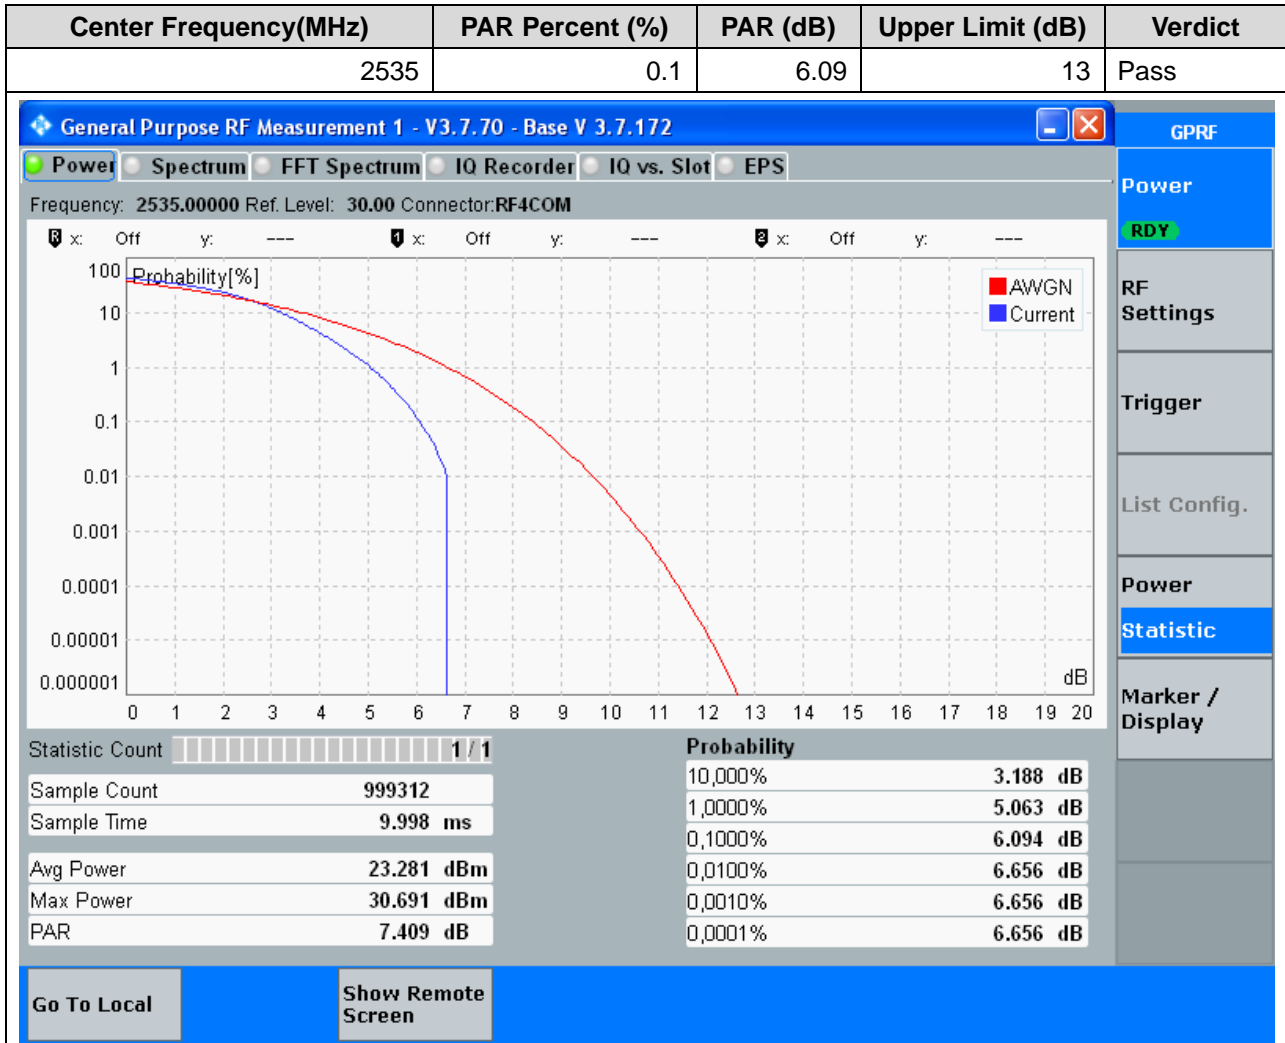 Center Frequency(MHz) PAR Percent (%) PAR (dB) Upper Limit (dB) Verdict
2535 0.1 6.09 13 Pass
General Purpose RF Measurement 1 - V3.7.70 - Base V 3.7.172
GPRF
Power Spectrum FFT Spectrum IQ Recorder IQ vs. Slot EPS
Frequency: 2535.00000 Ref. Level: 30.00 Connector:RF4COM
R x: Off y: --- 1 x: Off y: --- 2 x: Off y: ---
Probability[%]
AWGN
Current
100
10
1
0.1
0.01
0.001
0.0001
0.00001
0.000001
dB
0 1 2 3 4 5 6 7 8 9 10 11 12 13 14 15 16 17 18 19 20
Statistic Count 1 / 1
Sample Count 999312
Sample Time 9.998 ms
Avg Power 23.281 dBm
Max Power 30.691 dBm
PAR 7.409 dB
Probability
10,000% 3.188 dB
1,0000% 5.063 dB
0,1000% 6.094 dB
0,0100% 6.656 dB
0,0010% 6.656 dB
0,0001% 6.656 dB
Power
RDY
RF
Settings
Trigger
List Config.
Power
Statistic
Marker /
Display
Go To Local
Show Remote
Screen